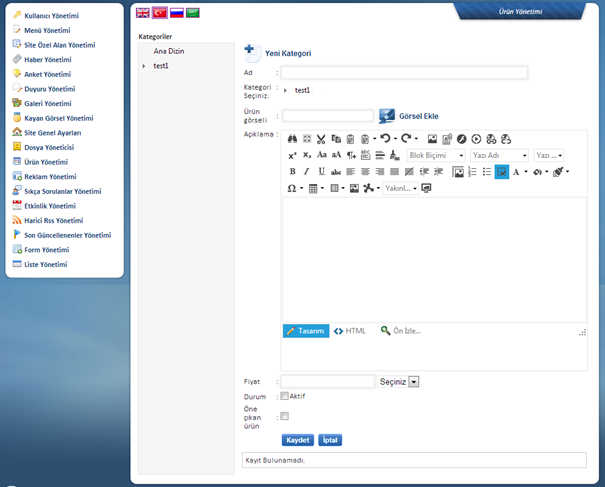 Kullanıcı Yönetimi
Menü Yönetimi
Site Özel Alan Yönetimi
Haber Yönetimi
Anket Yönetimi
Duyuru Yönetimi
Galeri Yönetimi
Kayan Görsel Yönetimi
Site Genel Ayarları
Dosya Yöneticisi
Ürün Yönetimi
Reklam Yönetimi
Sıkça Sorulanlar Yönetimi
Etkinlik Yönetimi
Harici Rss Yönetimi
Son Güncellenenler Yönetimi
Form Yönetimi
Liste Yönetimi
Ürün Yönetimi
Kategoriler
Ana Dizin
test1
Yeni Kategori
Ad :
Kategori Seçiniz. : test1
Ürün görseli : Görsel Ekle
Açıklama :
Blok Biçimi Yazı Adı Yazı ...
Yakınl...
Tasarım HTML Ön İzle...
Fiyat : Seçiniz
Durum : Aktif
Öne çıkan ürün :
Kaydet İptal
Kayıt Bulunamadı.